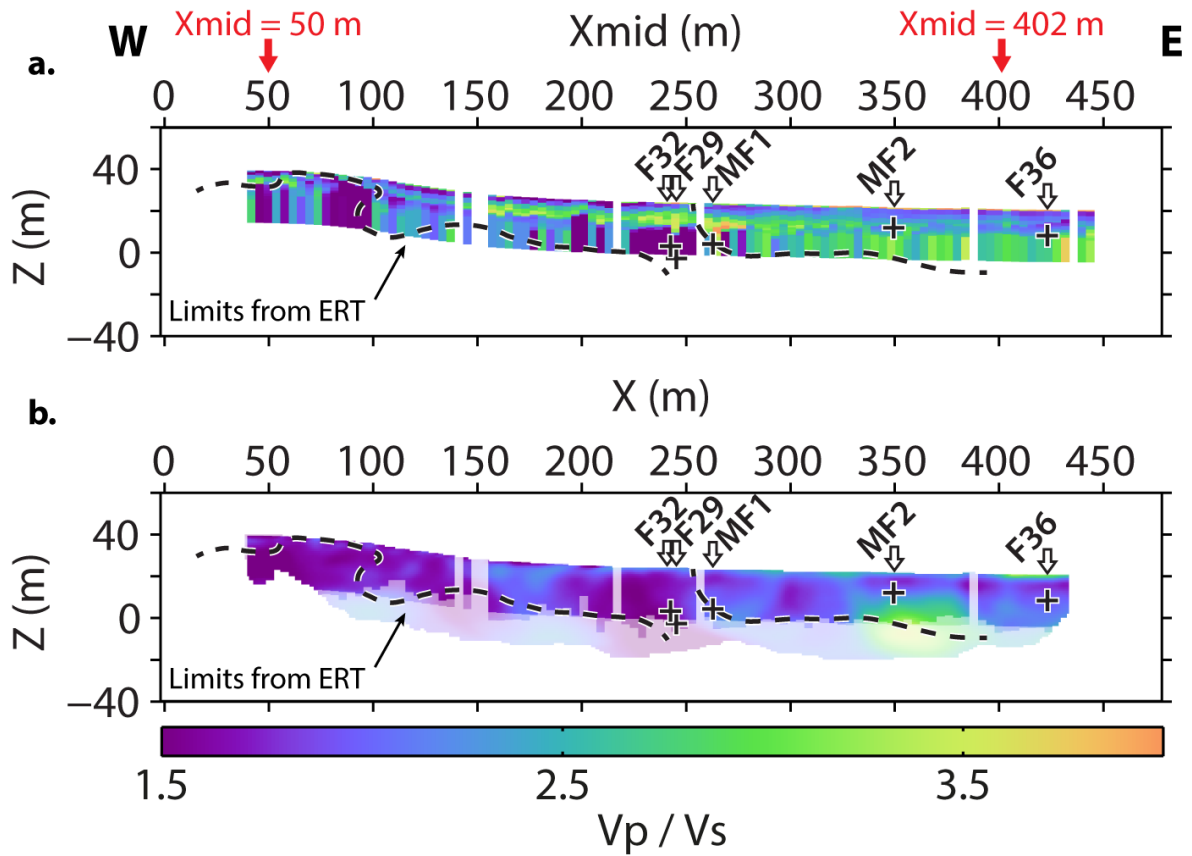 Xmid = 50 m
Xmid = 402 m
W
Xmid (m)
E
a.
0 50 100 150 200 250 300 350 400 450
F32 F29 MF1 MF2 F36
40
0
−40
Z (m)
Limits from ERT
b.
X (m)
0 50 100 150 200 250 300 350 400 450
F32 F29 MF1 MF2 F36
40
0
−40
Z (m)
Limits from ERT
1.5 2.5 3.5
Vp / Vs